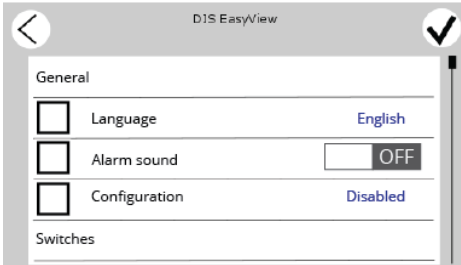 DIS EasyView
General
Language English
Alarm sound OFF
Configuration Disabled
Switches